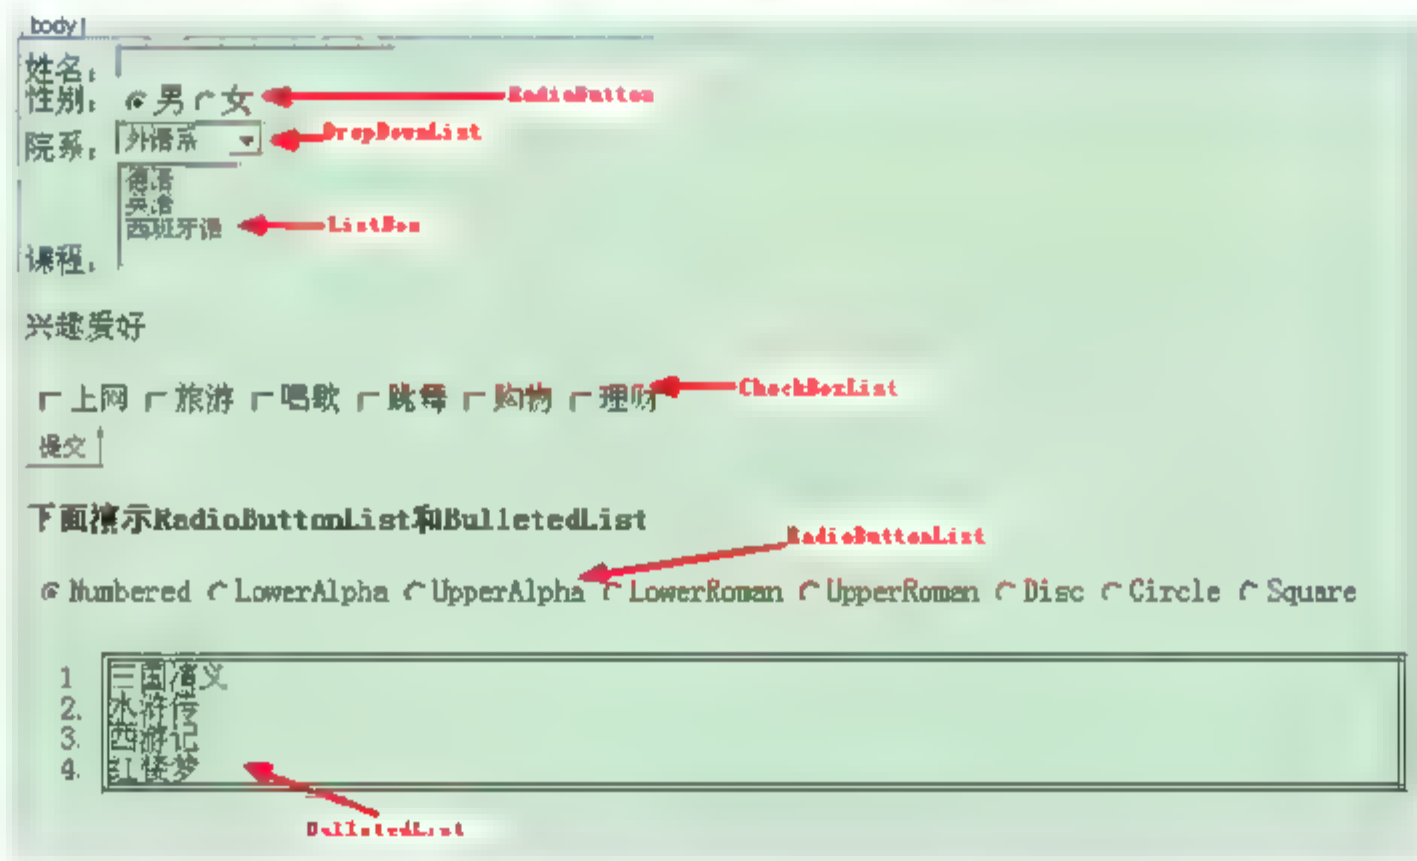 body
姓名：
性别： 男 女 RadioButton
院系： 外语系 DropDownList
德语
英语
西班牙语 ListBox
课程：
兴趣爱好
上网 旅游 唱歌 跳舞 购物 理财 CheckBoxList
提交
下面演示RadioButtonList和BulletedList
RadioButtonList
Numbered LowerAlpha UpperAlpha LowerRoman UpperRoman Disc Circle Square
1 三国演义
2. 水浒传
3. 西游记
4. 红楼梦
BulletedList